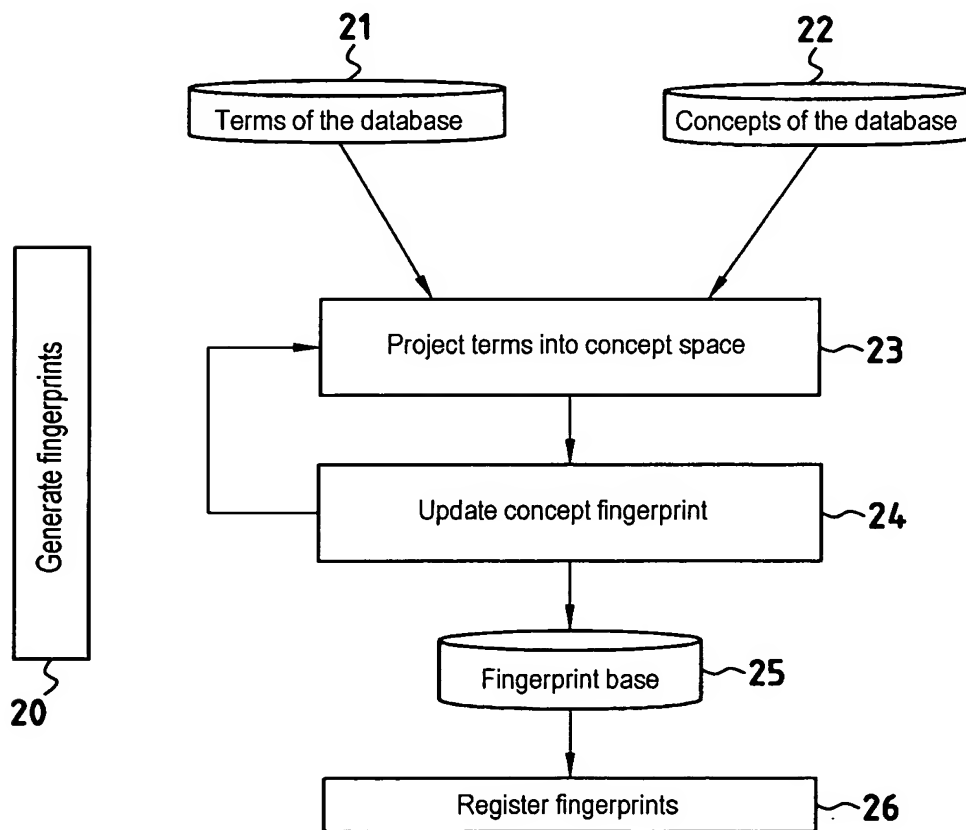 21
22
Terms of the database
Concepts of the database
Project terms into concept space
23
Generate fingerprints
Update concept fingerprint
24
Fingerprint base
25
20
Register fingerprints
26